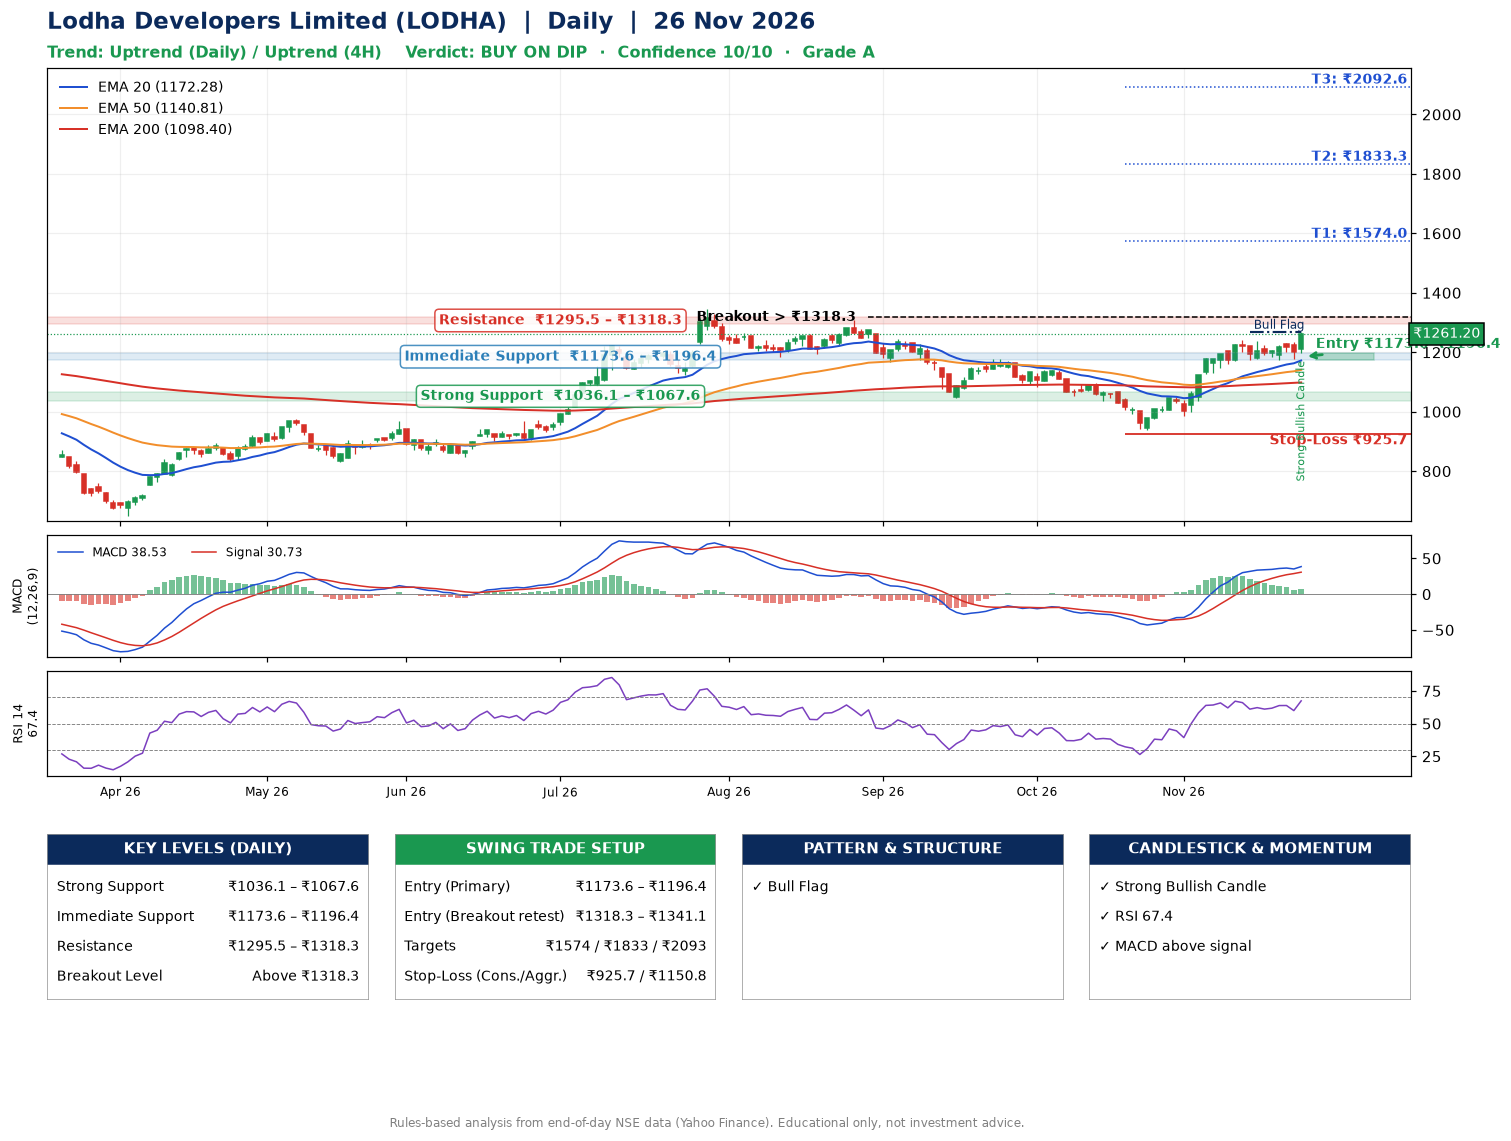 Lodha Developers Limited (LODHA)  |  Daily  |  26 Nov 2026
Trend: Uptrend (Daily) / Uptrend (4H)    Verdict: BUY ON DIP  ·  Confidence 10/10  ·  Grade A
EMA 20 (1172.28)
EMA 50 (1140.81)
EMA 200 (1098.40)
T3: ₹2092.6
T2: ₹1833.3
T1: ₹1574.0
Resistance  ₹1295.5 – ₹1318.3
Breakout > ₹1318.3
Bull Flag
₹1261.20
Immediate Support  ₹1173.6 – ₹1196.4
Strong Support  ₹1036.1 – ₹1067.6
Stop-Loss ₹925.7
Strong Bullish Candle
2000
1800
1600
1400
1200
1000
800
MACD 38.53
Signal 30.73
MACD
(12,26,9)
50
0
−50
RSI 14
67.4
75
50
25
Apr 26
May 26
Jun 26
Jul 26
Aug 26
Sep 26
Oct 26
Nov 26
KEY LEVELS (DAILY)
Strong Support ₹1036.1 – ₹1067.6
Immediate Support ₹1173.6 – ₹1196.4
Resistance ₹1295.5 – ₹1318.3
Breakout Level Above ₹1318.3
SWING TRADE SETUP
Entry (Primary) ₹1173.6 – ₹1196.4
Entry (Breakout retest) ₹1318.3 – ₹1341.1
Targets ₹1574 / ₹1833 / ₹2093
Stop-Loss (Cons./Aggr.) ₹925.7 / ₹1150.8
PATTERN & STRUCTURE
✓ Bull Flag
CANDLESTICK & MOMENTUM
✓ Strong Bullish Candle
✓ RSI 67.4
✓ MACD above signal
Rules-based analysis from end-of-day NSE data (Yahoo Finance). Educational only, not investment advice.